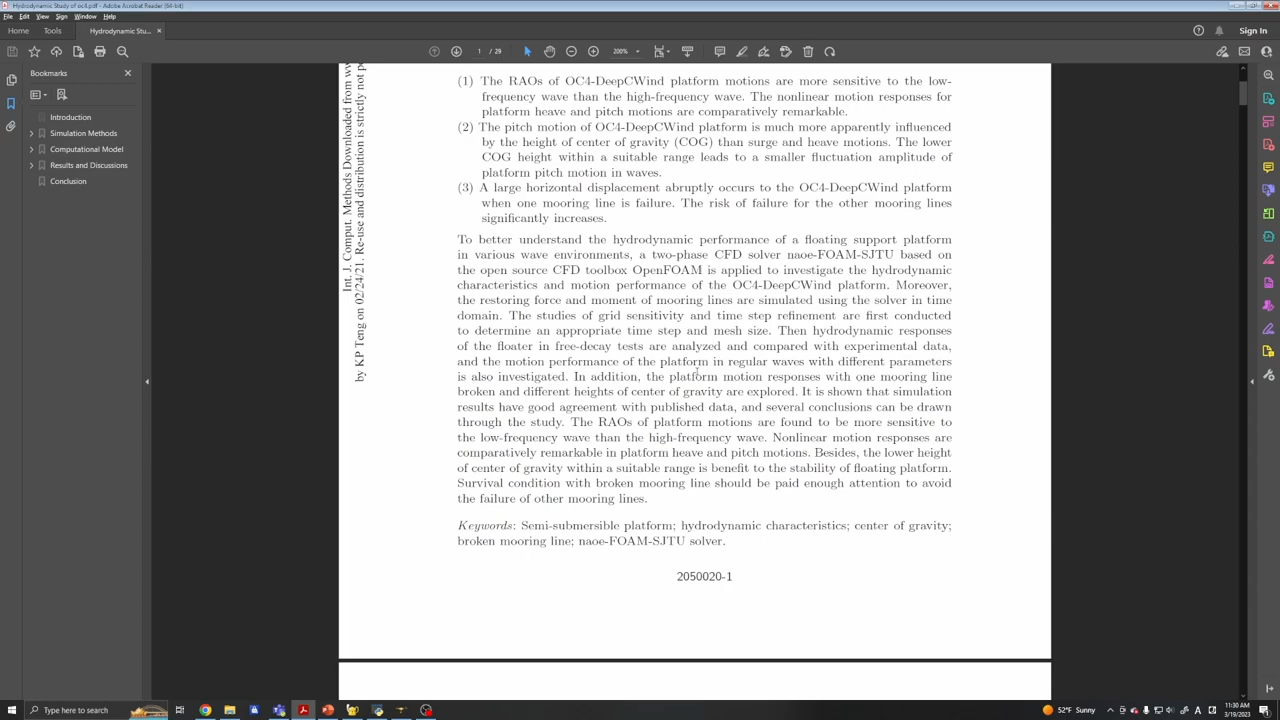 Hydrodynamic Study of oc4.pdf - Adobe Acrobat Reader (64-bit)
File Edit View Sign Window Help
Home Tools Hydrodynamic Stu... × Sign In
1 / 29 200%
Bookmarks
Introduction
Simulation Methods
Computational Model
Results and Discussions
Conclusion
Int. J. Comput. Methods Downloaded from ww
by KP Teng on 02/24/21. Re-use and distribution is strictly not pe
(1) The RAOs of OC4-DeepCWind platform motions are more sensitive to the low-
frequency wave than the high-frequency wave. The nonlinear motion responses for
platform heave and pitch motions are comparatively remarkable.
(2) The pitch motion of OC4-DeepCWind platform is much more apparently influenced
by the height of center of gravity (COG) than surge and heave motions. The lower
COG height within a suitable range leads to a smaller fluctuation amplitude of
platform pitch motion in waves.
(3) A large horizontal displacement abruptly occurs to the OC4-DeepCWind platform
when one mooring line is failure. The risk of failure for the other mooring lines
significantly increases.
To better understand the hydrodynamic performance of a floating support platform
in various wave environments, a two-phase CFD solver naoe-FOAM-SJTU based on
the open source CFD toolbox OpenFOAM is applied to investigate the hydrodynamic
characteristics and motion performance of the OC4-DeepCWind platform. Moreover,
the restoring force and moment of mooring lines are simulated using the solver in time
domain. The studies of grid sensitivity and time step refinement are first conducted
to determine an appropriate time step and mesh size. Then hydrodynamic responses
of the floater in free-decay tests are analyzed and compared with experimental data,
and the motion performance of the platform in regular waves with different parameters
is also investigated. In addition, the platform motion responses with one mooring line
broken and different heights of center of gravity are explored. It is shown that simulation
results have good agreement with published data, and several conclusions can be drawn
through the study. The RAOs of platform motions are found to be more sensitive to
the low-frequency wave than the high-frequency wave. Nonlinear motion responses are
comparatively remarkable in platform heave and pitch motions. Besides, the lower height
of center of gravity within a suitable range is benefit to the stability of floating platform.
Survival condition with broken mooring line should be paid enough attention to avoid
the failure of other mooring lines.
Keywords: Semi-submersible platform; hydrodynamic characteristics; center of gravity;
broken mooring line; naoe-FOAM-SJTU solver.
2050020-1
Type here to search
52°F Sunny
11:30 AM
3/19/2023